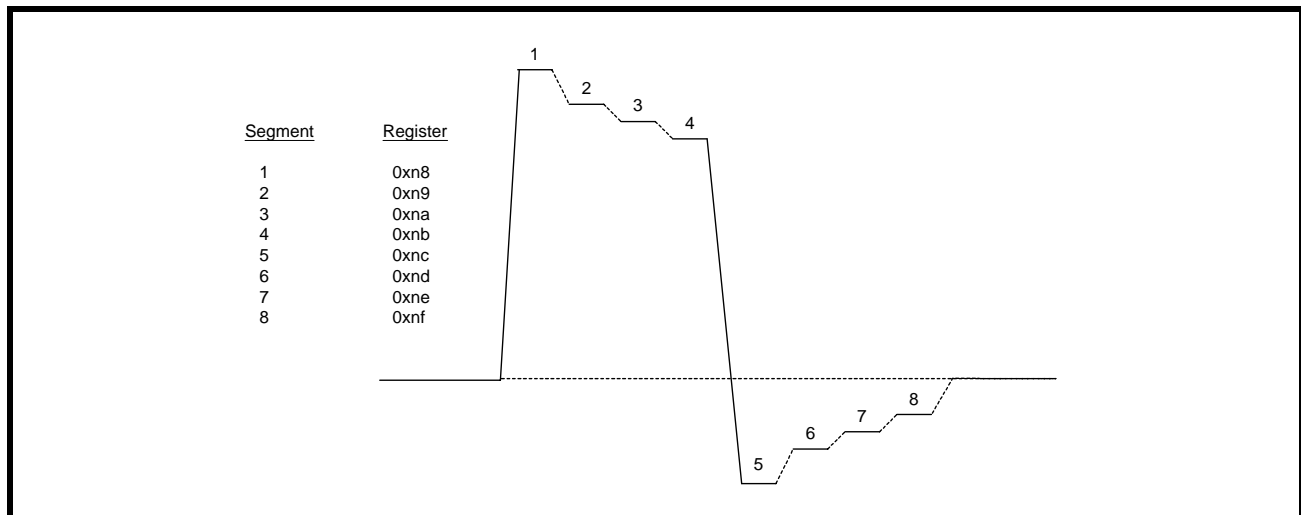 1
2
3
4
Segment Register
1 0xn8
2 0xn9
3 0xna
4 0xnb
5 0xnc
6 0xnd
7 0xne
8 0xnf
8
7
6
5